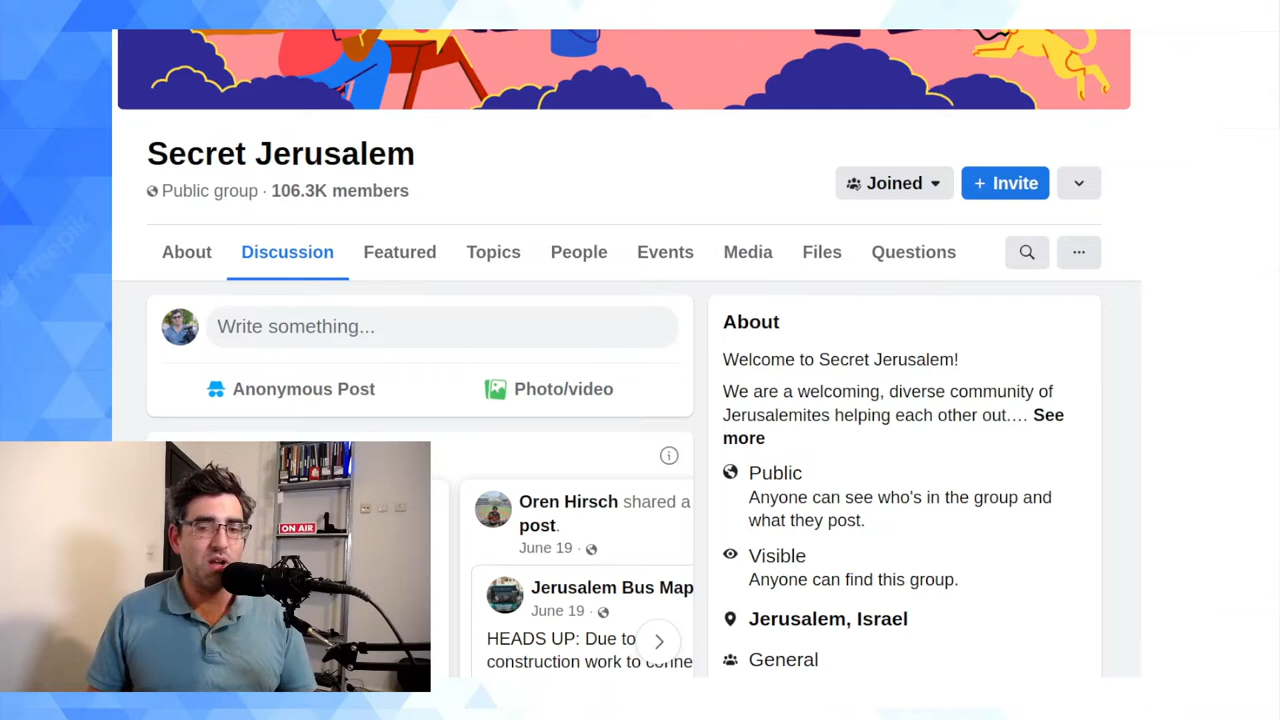 Secret Jerusalem
Public group · 106.3K members
Joined
+ Invite
About
Discussion
Featured
Topics
People
Events
Media
Files
Questions
Write something...
Anonymous Post
Photo/video
Oren Hirsch shared a
post.
June 19 ·
Jerusalem Bus Map
June 19 ·
HEADS UP: Due to
construction work to conne
About
Welcome to Secret Jerusalem!
We are a welcoming, diverse community of
Jerusalemites helping each other out.... See
more
Public
Anyone can see who's in the group and
what they post.
Visible
Anyone can find this group.
Jerusalem, Israel
General
ON AIR
freepik